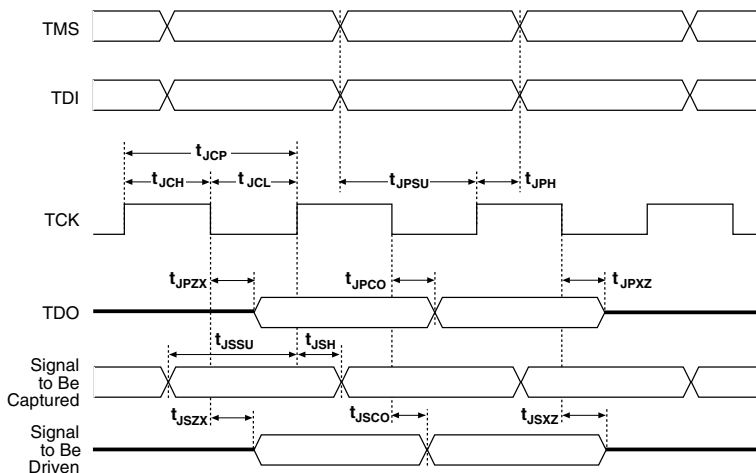 TMS
TDI
tJCP
tJCH
tJCL
tJPSU
tJPH
TCK
tJPZX
tJPCO
tJPXZ
TDO
tJSSU
tJSH
Signal
to Be
Captured
tJSZX
tJSCO
tJSXZ
Signal
to Be
Driven